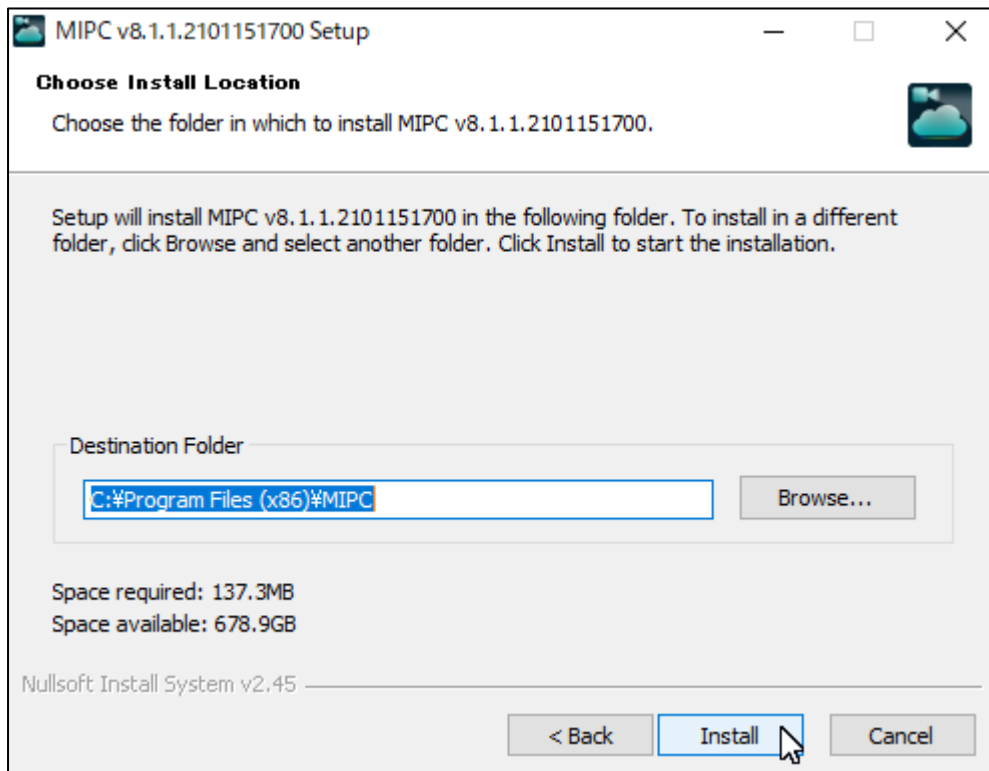 MIPC v8.1.1.2101151700 Setup
Choose Install Location
Choose the folder in which to install MIPC v8.1.1.2101151700.
Setup will install MIPC v8.1.1.2101151700 in the following folder. To install in a different
folder, click Browse and select another folder. Click Install to start the installation.
Destination Folder
C:¥Program Files (x86)¥MIPC
Browse...
Space required: 137.3MB
Space available: 678.9GB
Nullsoft Install System v2.45
< Back Install Cancel